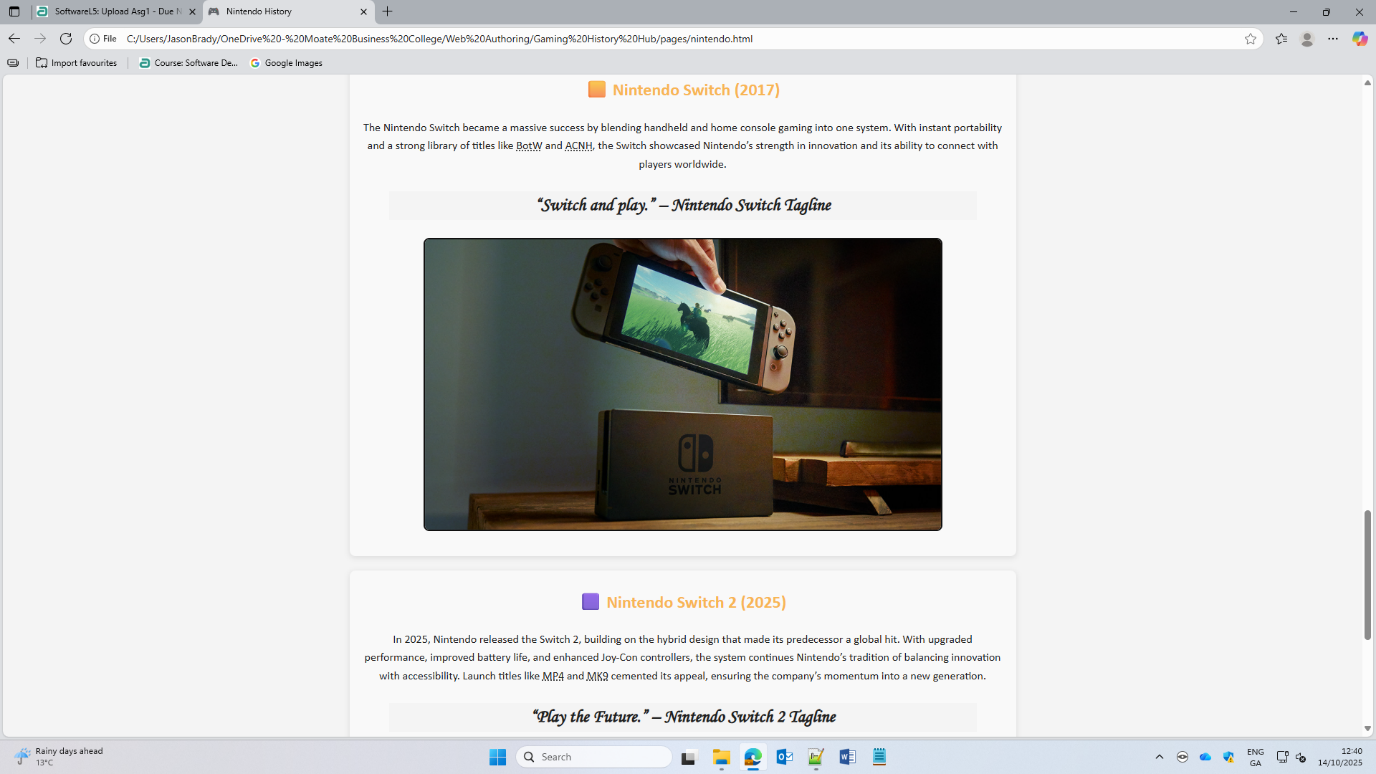 SoftwareL5: Upload Asg1 - Due N
Nintendo History
File
C:/Users/JasonBrady/OneDrive%20-%20Moate%20Business%20College/Web%20Authoring/Gaming%20History%20Hub/pages/nintendo.html
Import favourites
Course: Software De...
Google Images
Nintendo Switch (2017)
The Nintendo Switch became a massive success by blending handheld and home console gaming into one system. With instant portability
and a strong library of titles like BotW and ACNH, the Switch showcased Nintendo’s strength in innovation and its ability to connect with
players worldwide.
“Switch and play.” – Nintendo Switch Tagline
NINTENDO
SWITCH
Nintendo Switch 2 (2025)
In 2025, Nintendo released the Switch 2, building on the hybrid design that made its predecessor a global hit. With upgraded
performance, improved battery life, and enhanced Joy-Con controllers, the system continues Nintendo’s tradition of balancing innovation
with accessibility. Launch titles like MP4 and MK9 cemented its appeal, ensuring the company’s momentum into a new generation.
“Play the Future.” – Nintendo Switch 2 Tagline
Rainy days ahead
13°C
Search
ENG
GA
12:40
14/10/2025